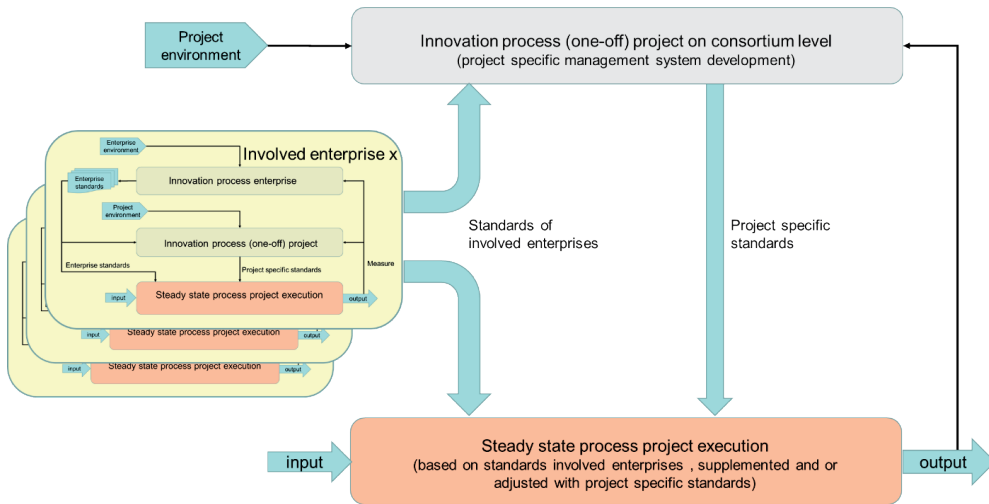 Project
environment
Innovation process (one-off) project on consortium level
(project specific management system development)
Involved enterprise x
Enterprise
environment
Enterprise
standards
Innovation process enterprise
Project
environment
Innovation process (one-off) project
Enterprise standards
Project specific standards
Measure
input
Steady state process project execution
output
input
Steady state process project execution
output
input
Steady state process project execution
output
Standards of
involved enterprises
Project specific
standards
input
Steady state process project execution
(based on standards involved enterprises , supplemented and or
adjusted with project specific standards)
output